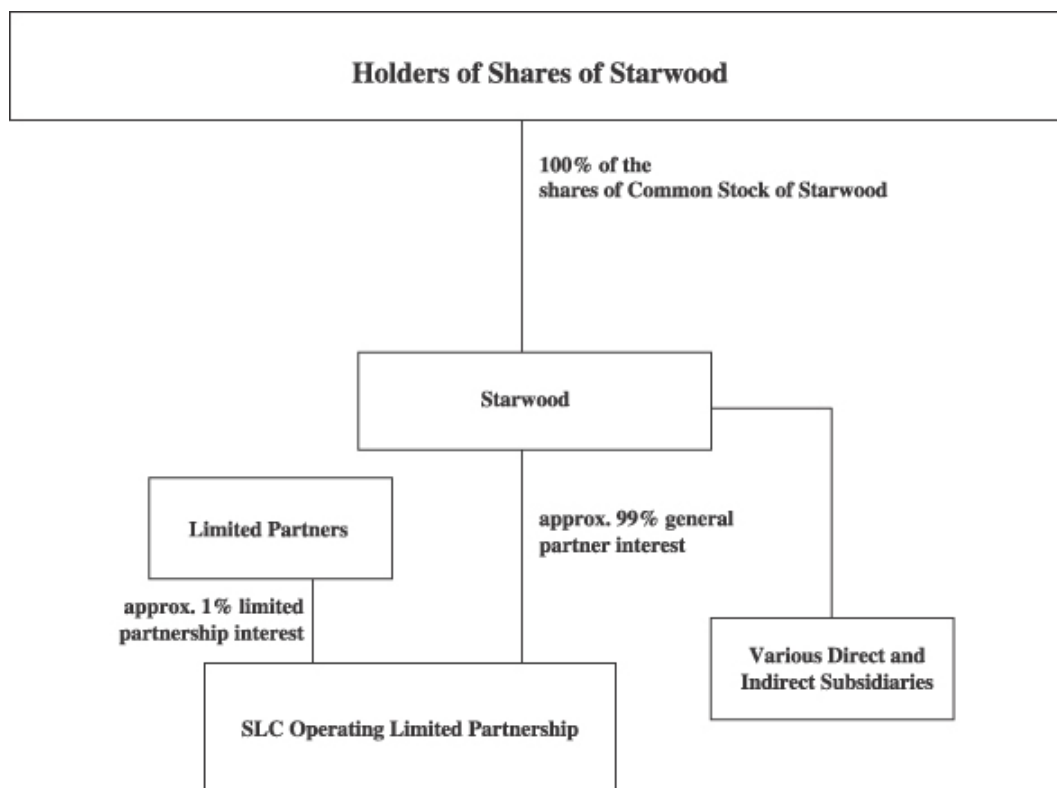 Holders of Shares of Starwood
100% of the
shares of Common Stock of Starwood
Starwood
Limited Partners
approx. 99% general
partner interest
approx. 1% limited
partnership interest
Various Direct and
Indirect Subsidiaries
SLC Operating Limited Partnership